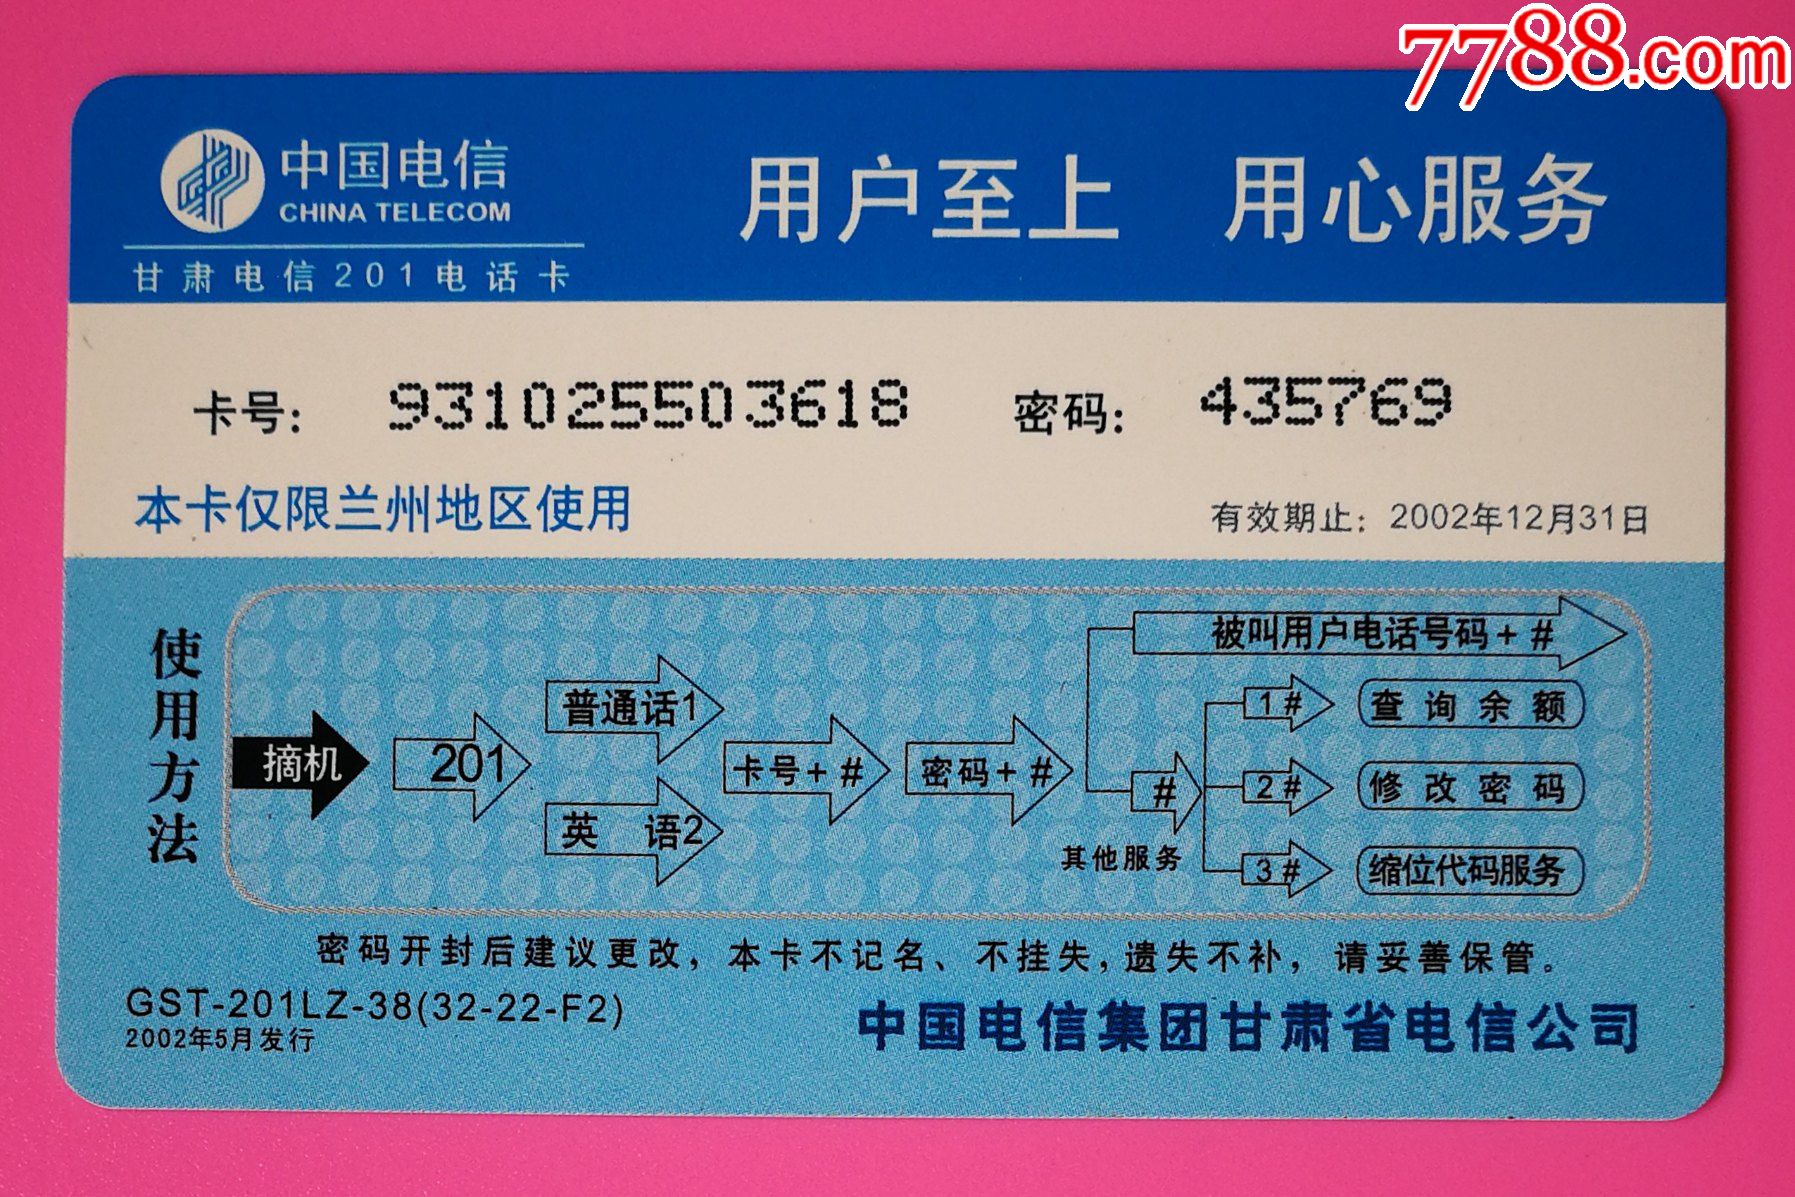 7788.com
中国电信
CHINA TELECOM
用户至上 用心服务
甘肃电信201电话卡
卡号: 931025503618 密码: 435769
本卡仅限兰州地区使用
有效期止: 2002年12月31日
使用方法
摘机
201
普通话1
英 语2
卡号+#
密码+#
被叫用户电话号码+#
#
其他服务
1# 查询余额
2# 修改密码
3# 缩位代码服务
密码开封后建议更改, 本卡不记名、不挂失, 遗失不补, 请妥善保管。
GST-201LZ-38(32-22-F2)
2002年5月发行
中国电信集团甘肃省电信公司